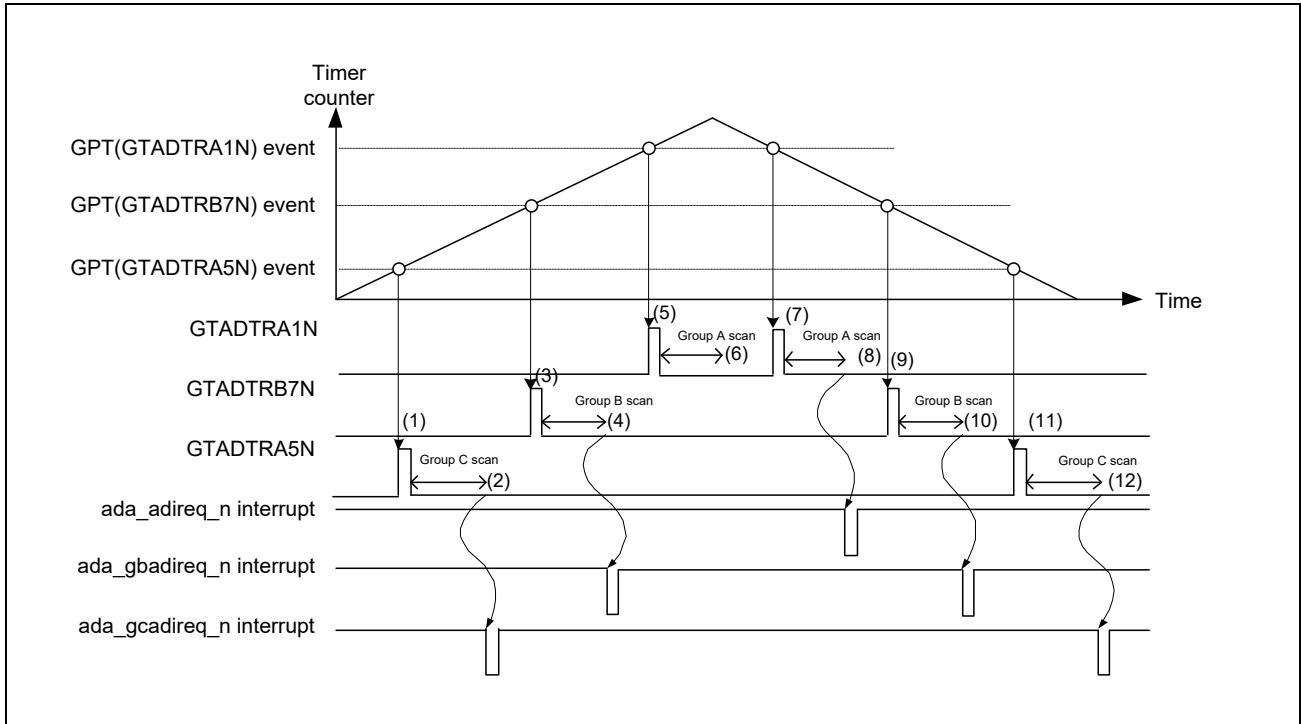 Timer
counter
GPT(GTADTRA1N) event
GPT(GTADTRB7N) event
GPT(GTADTRA5N) event
Time
GTADTRA1N
(5)
Group A scan
(6)
(7)
Group A scan
(8)
(9)
GTADTRB7N
(3)
Group B scan
(4)
Group B scan
(10)
GTADTRA5N
(1)
Group C scan
(2)
(11)
Group C scan
(12)
ada_adireq_n interrupt
ada_gbadireq_n interrupt
ada_gcadireq_n interrupt